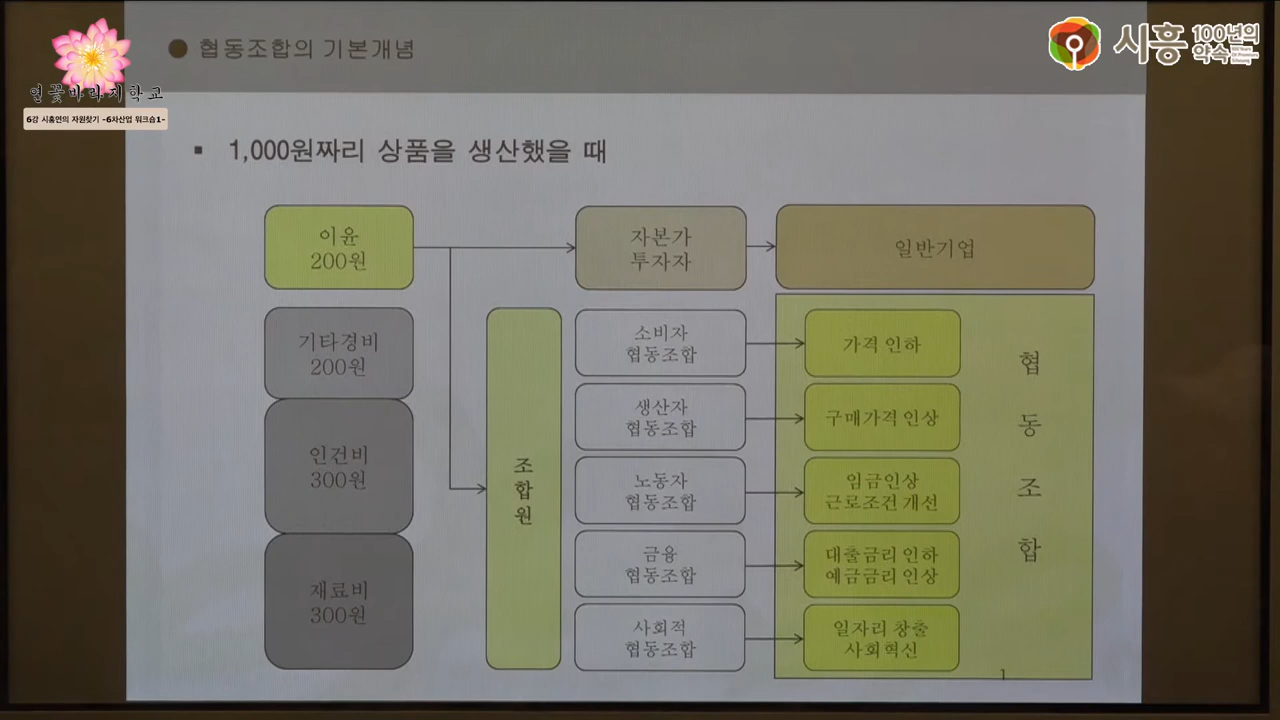 협동조합의 기본개념
연꽃바라지학교
6강 시흥연의 자원찾기 -6차산업 워크숍1-
시흥
100년의
약속
1,000원짜리 상품을 생산했을 때
이윤
200원
자본가
투자자
일반기업
기타경비
200원
인건비
300원
재료비
300원
조
합
원
소비자
협동조합
가격 인하
생산자
협동조합
구매가격 인상
노동자
협동조합
임금인상
근로조건 개선
금융
협동조합
대출금리 인하
예금금리 인상
사회적
협동조합
일자리 창출
사회혁신
협
동
조
합
1